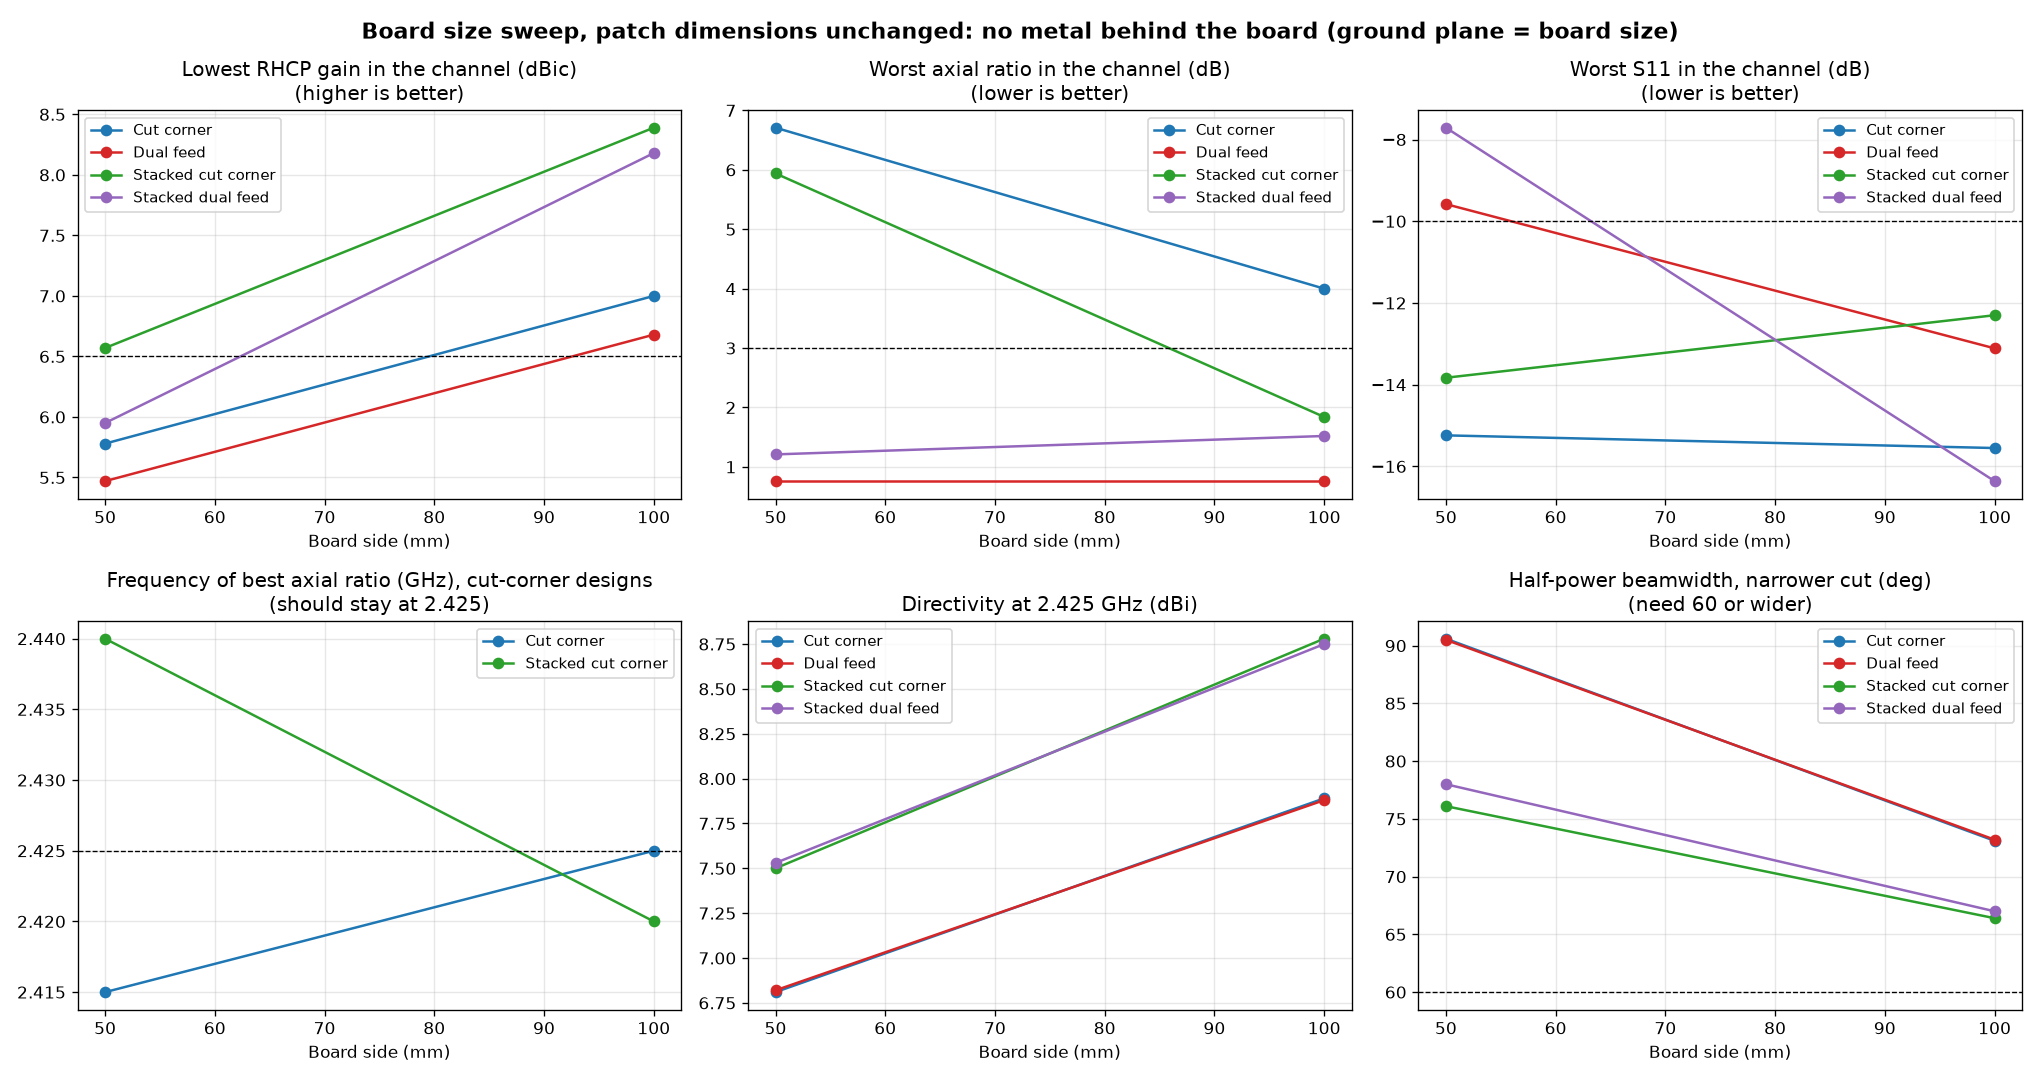 Board size sweep, patch dimensions unchanged: no metal behind the board (ground plane = board size)
Lowest RHCP gain in the channel (dBic)
(higher is better)
8.5
8.0
7.5
7.0
6.5
6.0
5.5
Cut corner
Dual feed
Stacked cut corner
Stacked dual feed
50 60 70 80 90 100
Board side (mm)
Worst axial ratio in the channel (dB)
(lower is better)
7
6
5
4
3
2
1
Cut corner
Dual feed
Stacked cut corner
Stacked dual feed
50 60 70 80 90 100
Board side (mm)
Worst S11 in the channel (dB)
(lower is better)
−8
−10
−12
−14
−16
Cut corner
Dual feed
Stacked cut corner
Stacked dual feed
50 60 70 80 90 100
Board side (mm)
Frequency of best axial ratio (GHz), cut-corner designs
(should stay at 2.425)
2.440
2.435
2.430
2.425
2.420
2.415
Cut corner
Stacked cut corner
50 60 70 80 90 100
Board side (mm)
Directivity at 2.425 GHz (dBi)
8.75
8.50
8.25
8.00
7.75
7.50
7.25
7.00
6.75
Cut corner
Dual feed
Stacked cut corner
Stacked dual feed
50 60 70 80 90 100
Board side (mm)
Half-power beamwidth, narrower cut (deg)
(need 60 or wider)
90
85
80
75
70
65
60
Cut corner
Dual feed
Stacked cut corner
Stacked dual feed
50 60 70 80 90 100
Board side (mm)